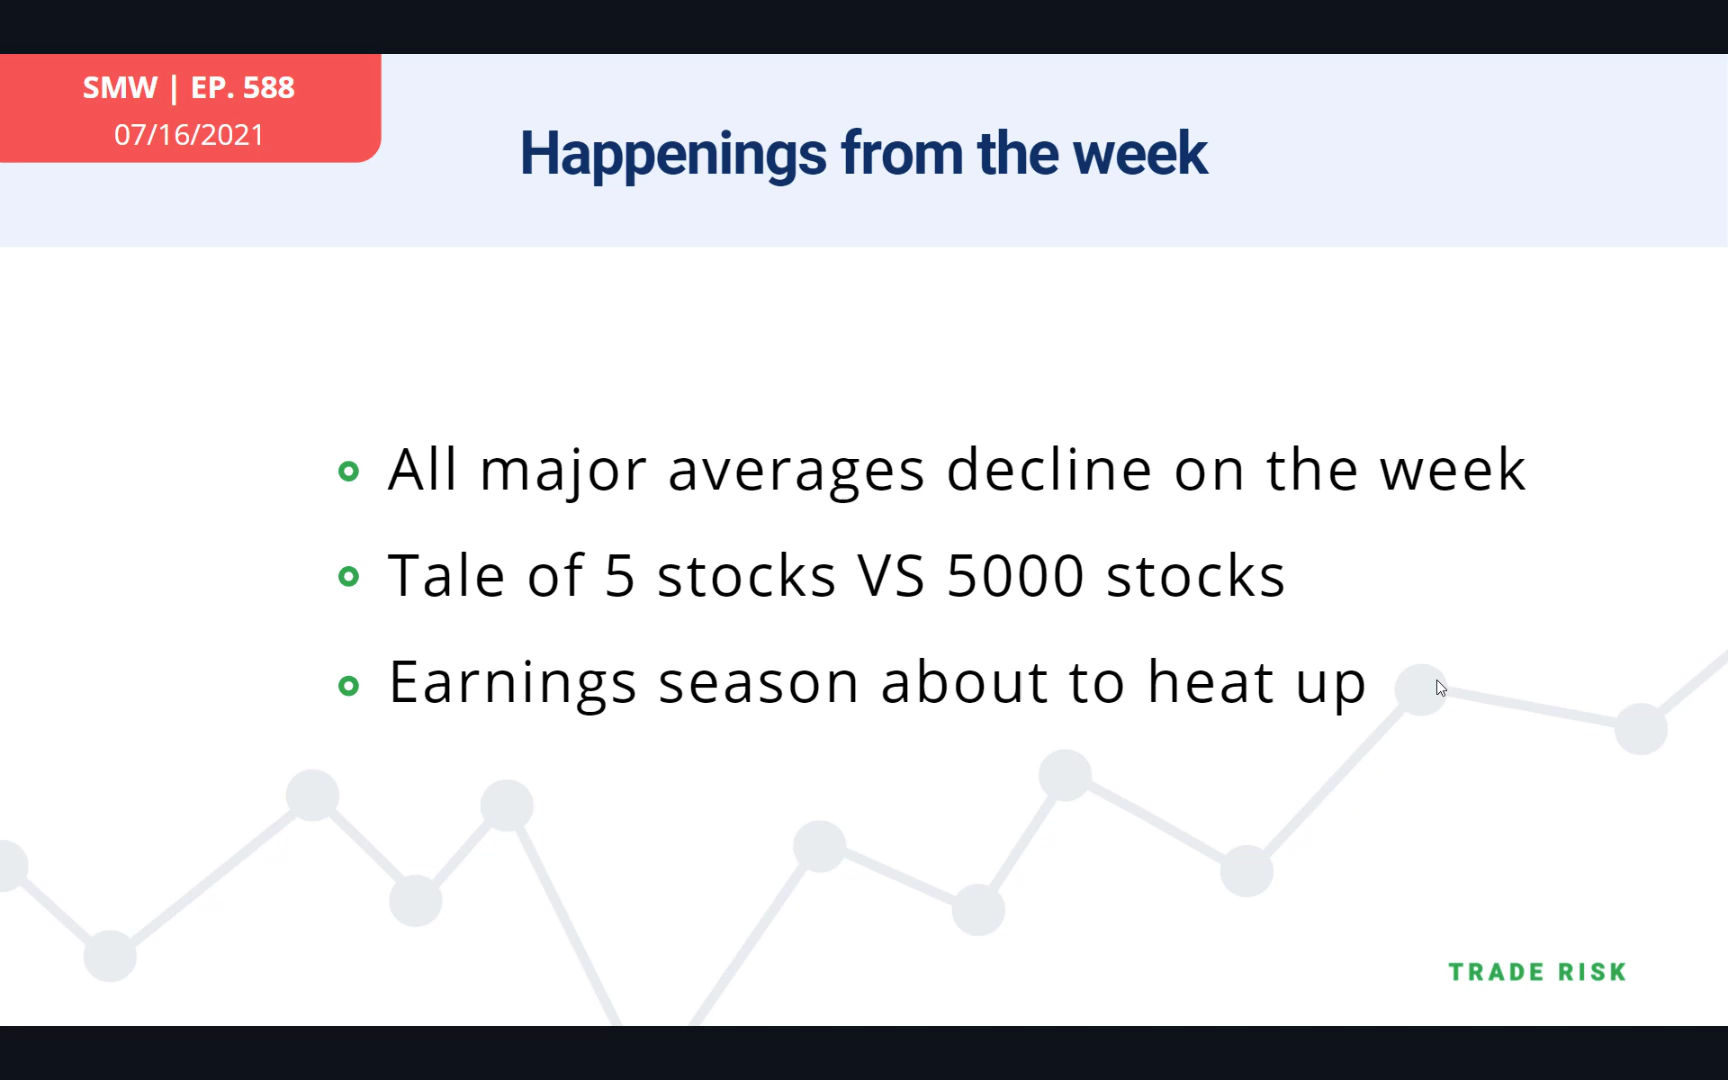 SMW | EP. 588
07/16/2021
Happenings from the week
All major averages decline on the week
Tale of 5 stocks VS 5000 stocks
Earnings season about to heat up
TRADE RISK